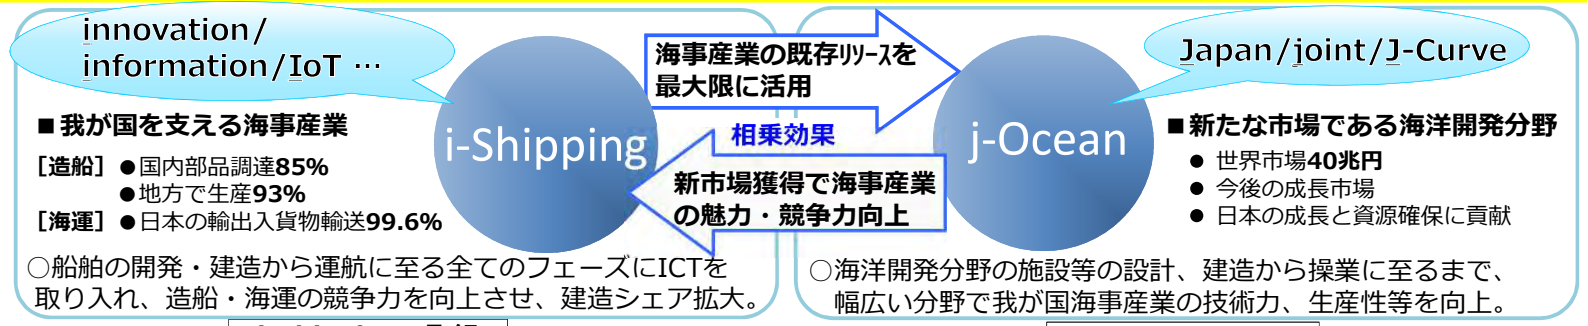 innovation/
information/IoT …
■我が国を支える海事産業
[造船] ●国内部品調達85%
●地方で生産93%
[海運] ●日本の輸出入貨物輸送99.6%
i-Shipping
○船舶の開発・建造から運航に至る全てのフェーズにICTを
取り入れ、造船・海運の競争力を向上させ、建造シェア拡大。
海事産業の既存ﾘｿｰｽを
最大限に活用
相乗効果
新市場獲得で海事産業
の魅力・競争力向上
j-Ocean
Japan/joint/J-Curve
■新たな市場である海洋開発分野
● 世界市場40兆円
● 今後の成長市場
● 日本の成長と資源確保に貢献
○海洋開発分野の施設等の設計、建造から操業に至るまで、
幅広い分野で我が国海事産業の技術力、生産性等を向上。